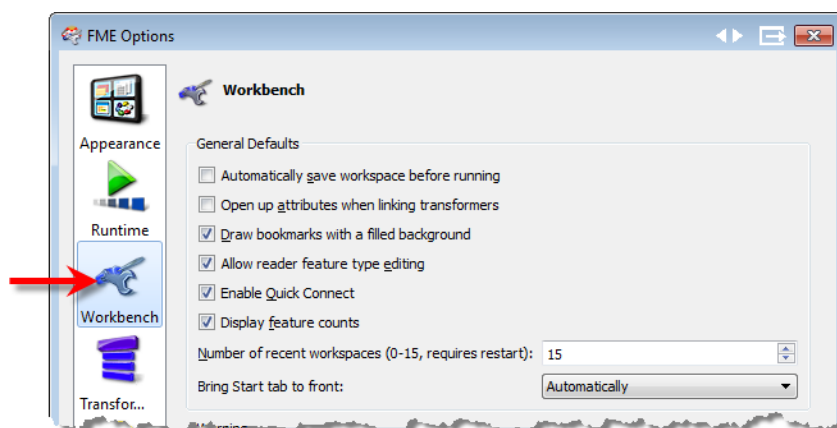 FME Options
Workbench
Appearance
General Defaults
Automatically save workspace before running
Open up attributes when linking transformers
Runtime
Draw bookmarks with a filled background
Allow reader feature type editing
Enable Quick Connect
Workbench
Display feature counts
Number of recent workspaces (0-15, requires restart): 15
Bring Start tab to front: Automatically
Transfor...